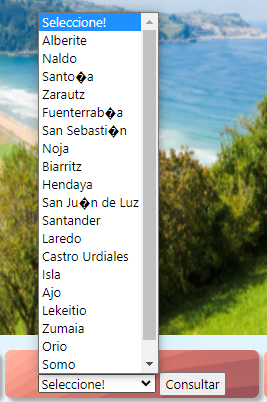 Seleccione!
Alberite
Naldo
Santo�a
Zarautz
Fuenterrab�a
San Sebasti�n
Noja
Biarritz
Hendaya
San Ju�n de Luz
Santander
Laredo
Castro Urdiales
Isla
Ajo
Lekeitio
Zumaia
Orio
Somo
Seleccione! Consultar